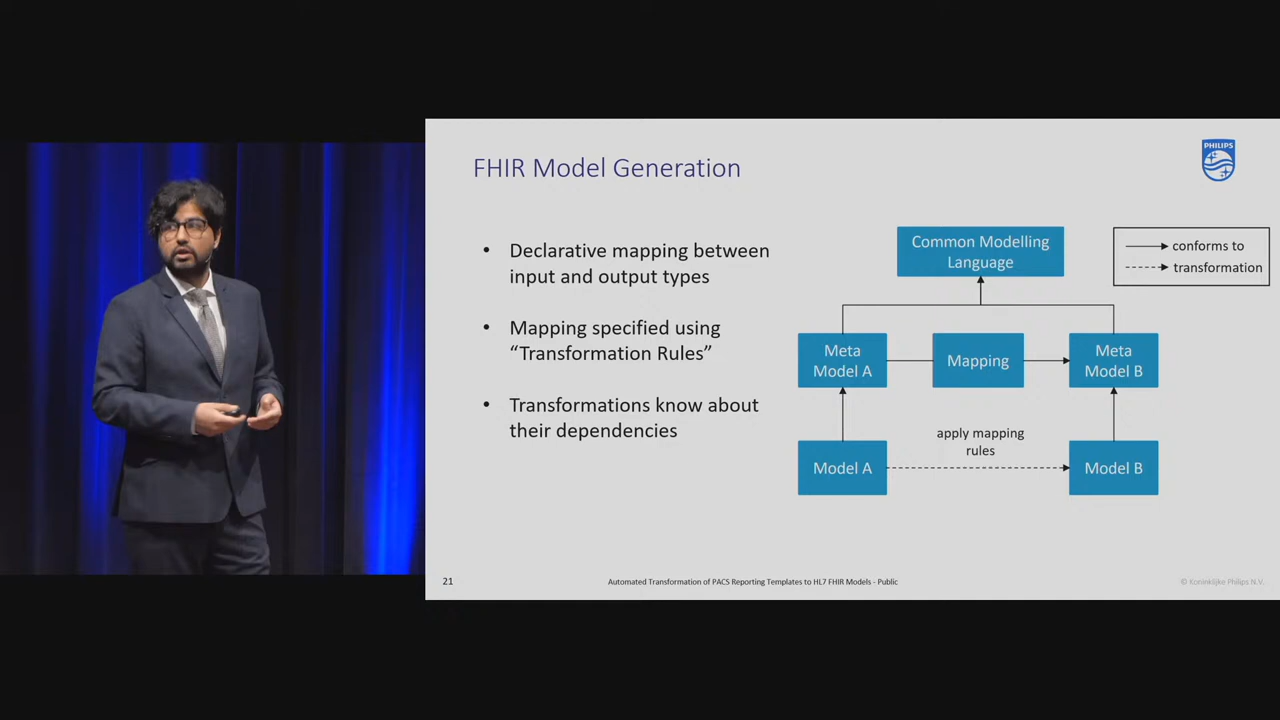 FHIR Model Generation
PHILIPS
• Declarative mapping between
input and output types
• Mapping specified using
“Transformation Rules”
• Transformations know about
their dependencies
Common Modelling
Language
conforms to
transformation
Meta
Model A
Mapping
Meta
Model B
apply mapping
rules
Model A
Model B
21
Automated Transformation of PACS Reporting Templates to HL7 FHIR Models - Public
© Koninklijke Philips N.V.